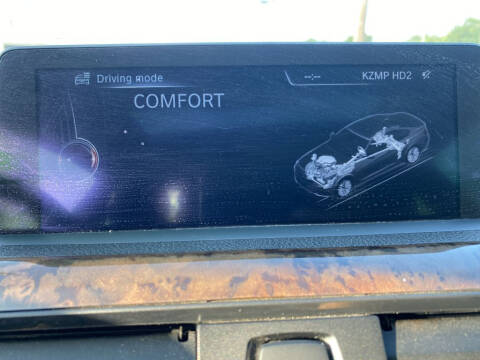 Driving mode --:-- KZMP HD2
COMFORT